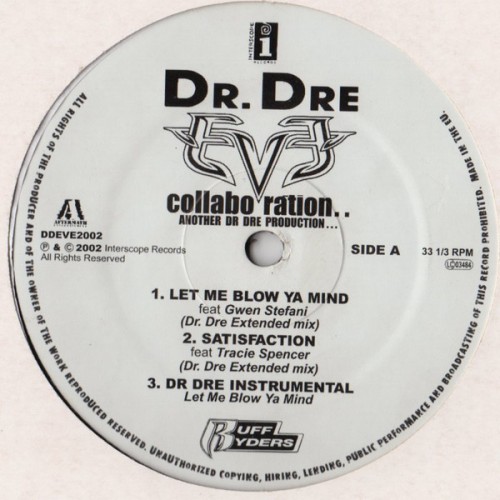 INTERSCOPE
i
RECORDS
DR. DRE
EVE
collabo ration. .
ANOTHER DR DRE PRODUCTION...
AFTERMATH
DDEVE2002
℗ & © 2002 Interscope Records
All Rights Reserved
SIDE A
33 1/3 RPM
LC 03484
1. LET ME BLOW YA MIND
feat Gwen Stefani
(Dr. Dre Extended mix)
2. SATISFACTION
feat Tracie Spencer
(Dr. Dre Extended mix)
3. DR DRE INSTRUMENTAL
Let Me Blow Ya Mind
RUFF
RYDERS
ALL RIGHTS OF THE PRODUCER AND OF THE OWNER OF THE WORK REPRODUCED RESERVED. UNAUTHORIZED COPYING, HIRING, LENDING, PUBLIC PERFORMANCE AND BROADCASTING OF THIS RECORD PROHIBITED. MADE IN THE EU.